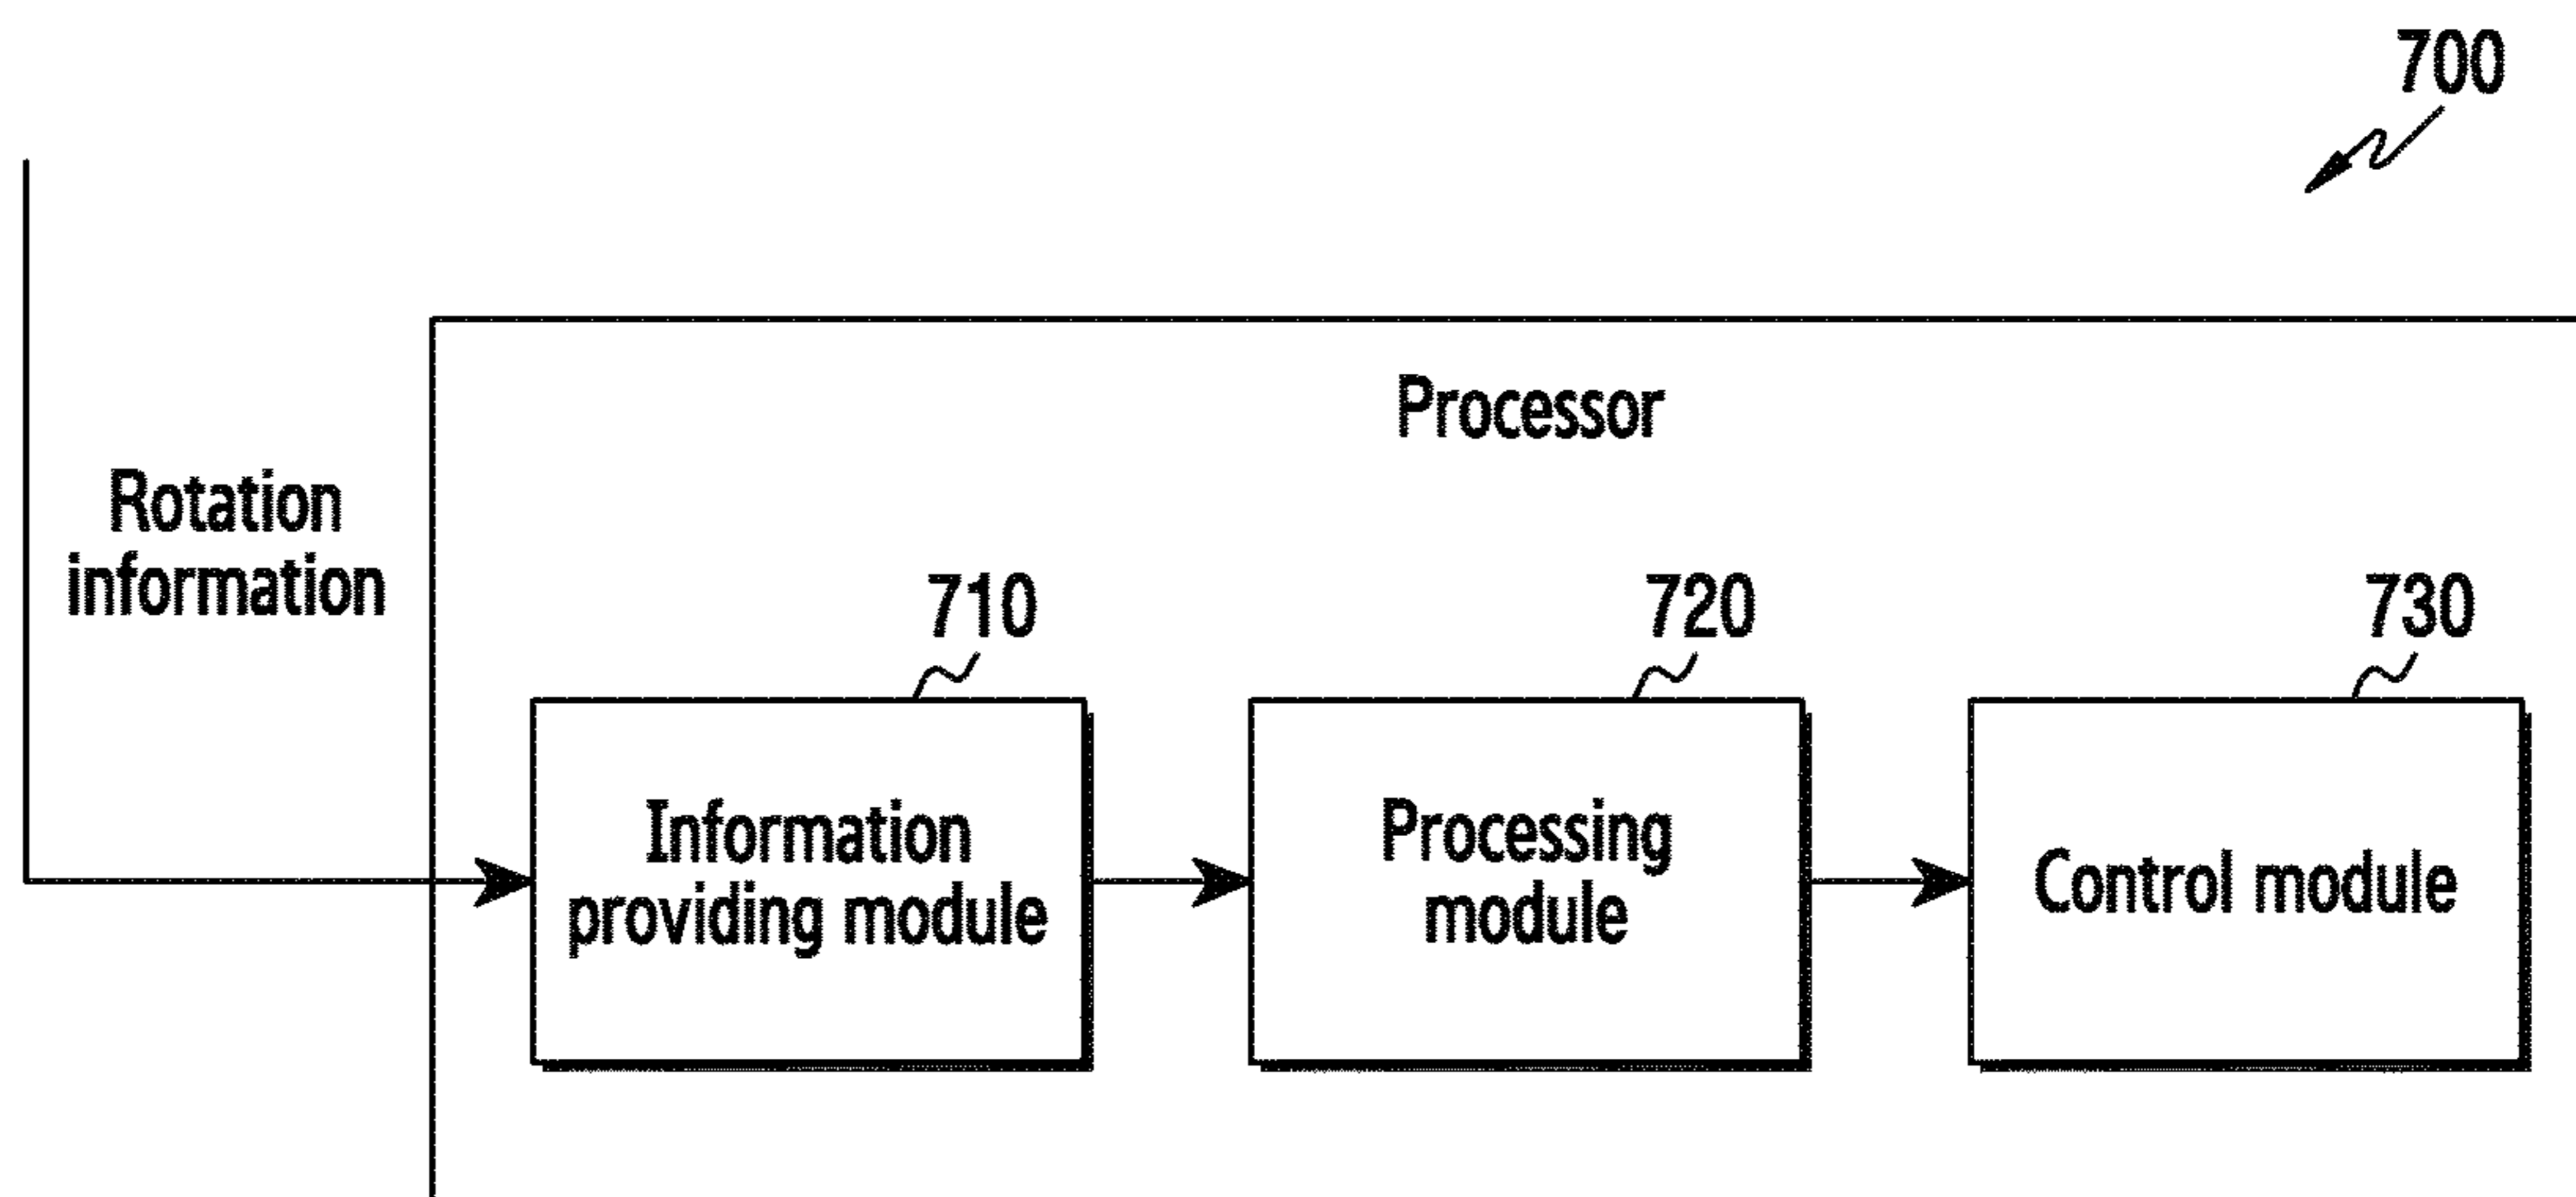 700
Processor
Rotation
information
710
720
730
Information
providing module
Processing
module
Control module